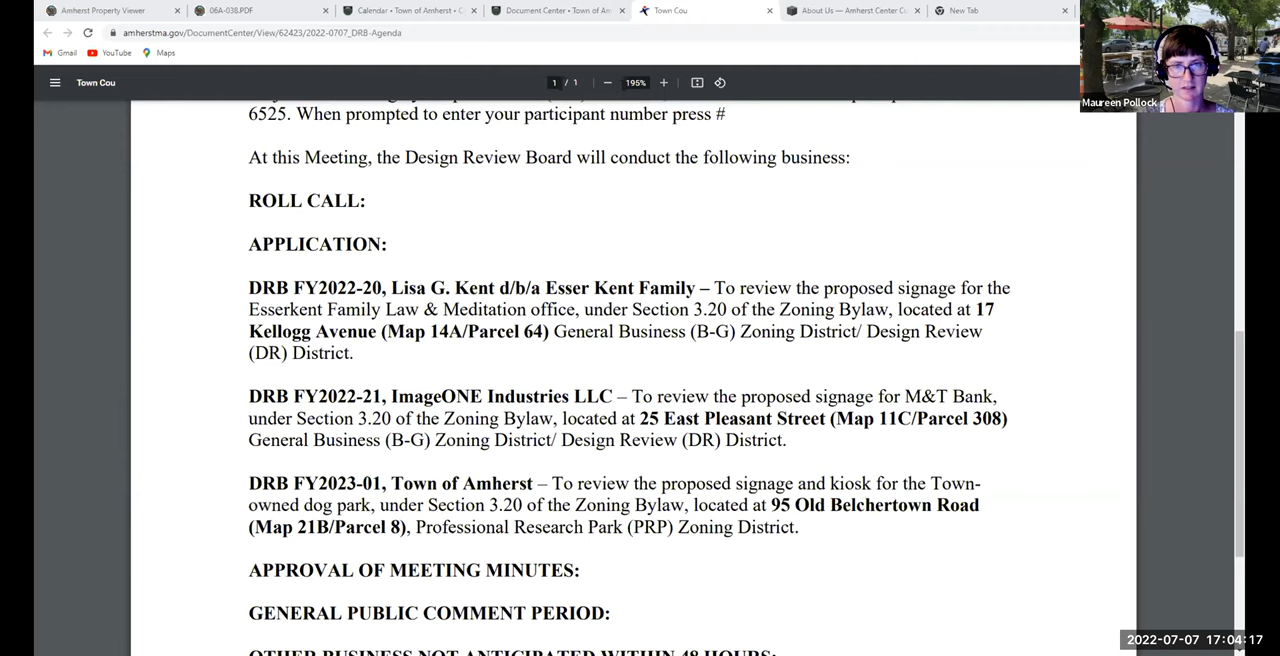 Amherst Property Viewer
06A-038.PDF
Calendar • Town of Amherst • C
Document Center • Town of Am
Town Cou
About Us — Amherst Center Cu
New Tab
amherstma.gov/DocumentCenter/View/62423/2022-0707_DRB-Agenda
Gmail YouTube Maps
Town Cou
1 / 1
195%
Maureen Pollock
6525. When prompted to enter your participant number press #
At this Meeting, the Design Review Board will conduct the following business:
ROLL CALL:
APPLICATION:
DRB FY2022-20, Lisa G. Kent d/b/a Esser Kent Family – To review the proposed signage for the
Esserkent Family Law & Meditation office, under Section 3.20 of the Zoning Bylaw, located at 17
Kellogg Avenue (Map 14A/Parcel 64) General Business (B-G) Zoning District/ Design Review
(DR) District.
DRB FY2022-21, ImageONE Industries LLC – To review the proposed signage for M&T Bank,
under Section 3.20 of the Zoning Bylaw, located at 25 East Pleasant Street (Map 11C/Parcel 308)
General Business (B-G) Zoning District/ Design Review (DR) District.
DRB FY2023-01, Town of Amherst – To review the proposed signage and kiosk for the Town-
owned dog park, under Section 3.20 of the Zoning Bylaw, located at 95 Old Belchertown Road
(Map 21B/Parcel 8), Professional Research Park (PRP) Zoning District.
APPROVAL OF MEETING MINUTES:
GENERAL PUBLIC COMMENT PERIOD:
OTHER BUSINESS NOT ANTICIPATED WITHIN 48 HOURS:
2022-07-07 17:04:17